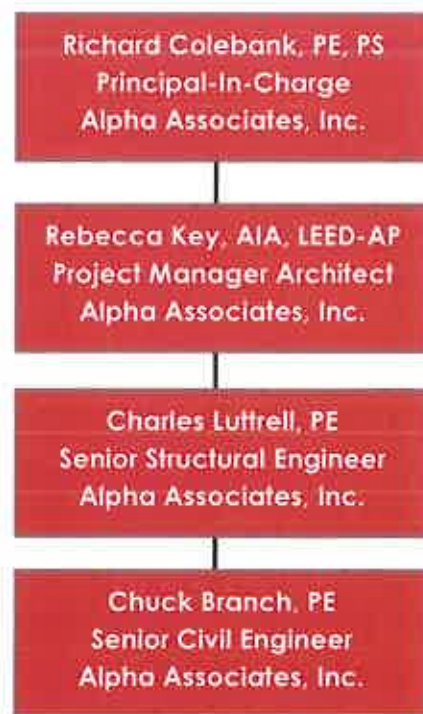 Richard Colebank, PE, PS
Principal-In-Charge
Alpha Associates, Inc.
Rebecca Key, AIA, LEED-AP
Project Manager Architect
Alpha Associates, Inc.
Charles Luttrell, PE
Senior Structural Engineer
Alpha Associates, Inc.
Chuck Branch, PE
Senior Civil Engineer
Alpha Associates, Inc.